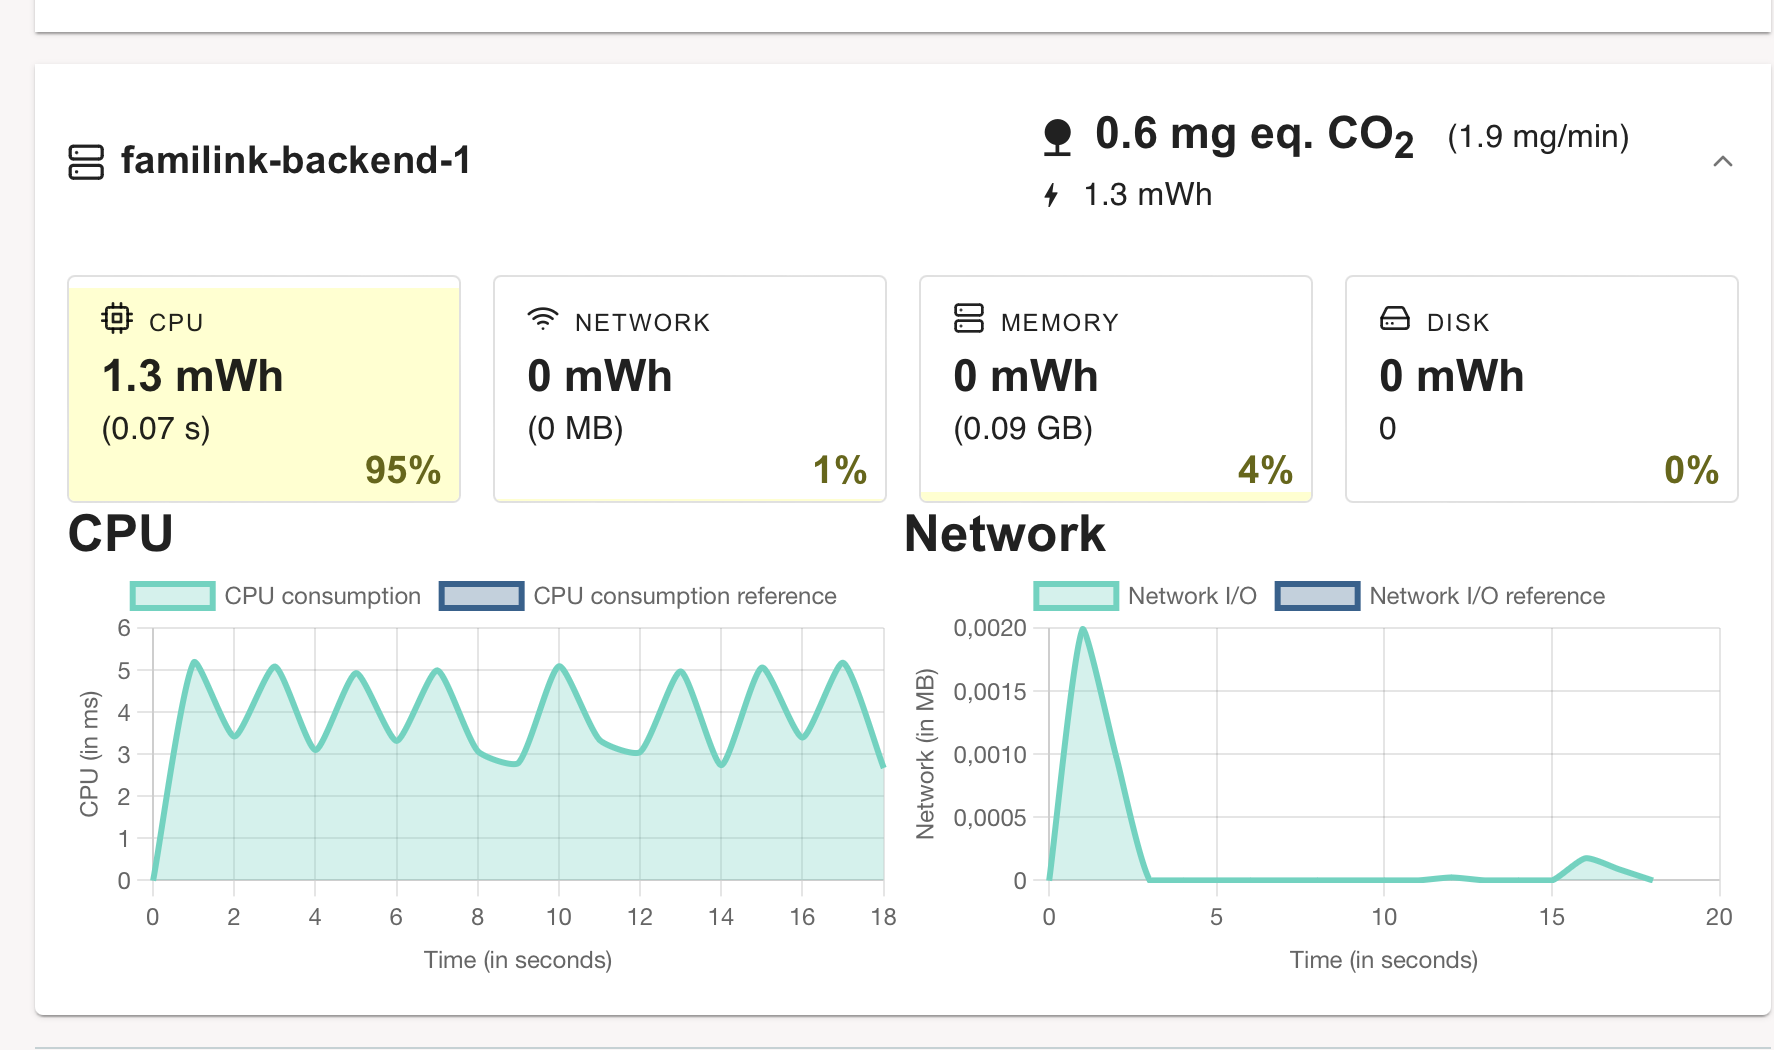 familink-backend-1
0.6 mg eq. CO2 (1.9 mg/min)
1.3 mWh
CPU
1.3 mWh
(0.07 s)
95%
NETWORK
0 mWh
(0 MB)
1%
MEMORY
0 mWh
(0.09 GB)
4%
DISK
0 mWh
0
0%
CPU
CPU consumption CPU consumption reference
CPU (in ms)
6
5
4
3
2
1
0
0 2 4 6 8 10 12 14 16 18
Time (in seconds)
Network
Network I/O Network I/O reference
Network (in MB)
0,0020
0,0015
0,0010
0,0005
0
0 5 10 15 20
Time (in seconds)